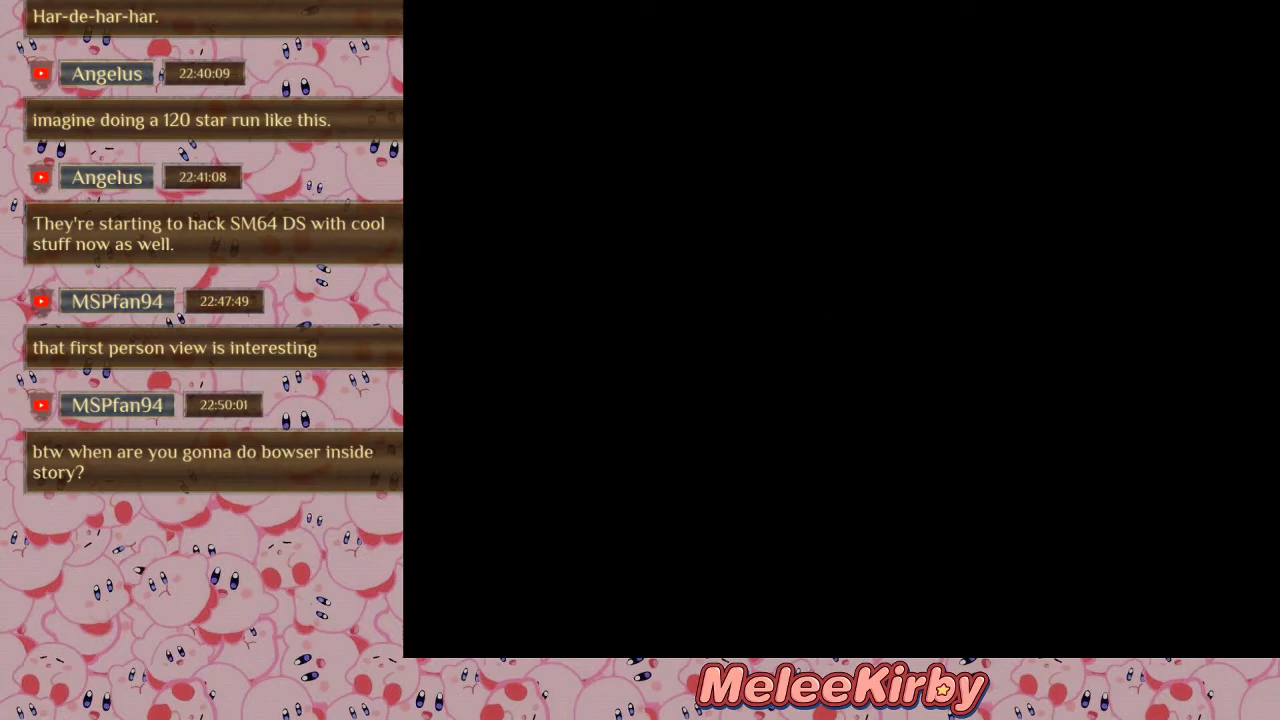 Har-de-har-har.
Angelus 22:40:09
imagine doing a 120 star run like this.
Angelus 22:41:08
They're starting to hack SM64 DS with cool
stuff now as well.
MSPfan94 22:47:49
that first person view is interesting
MSPfan94 22:50:01
btw when are you gonna do bowser inside
story?
MeleeKirby